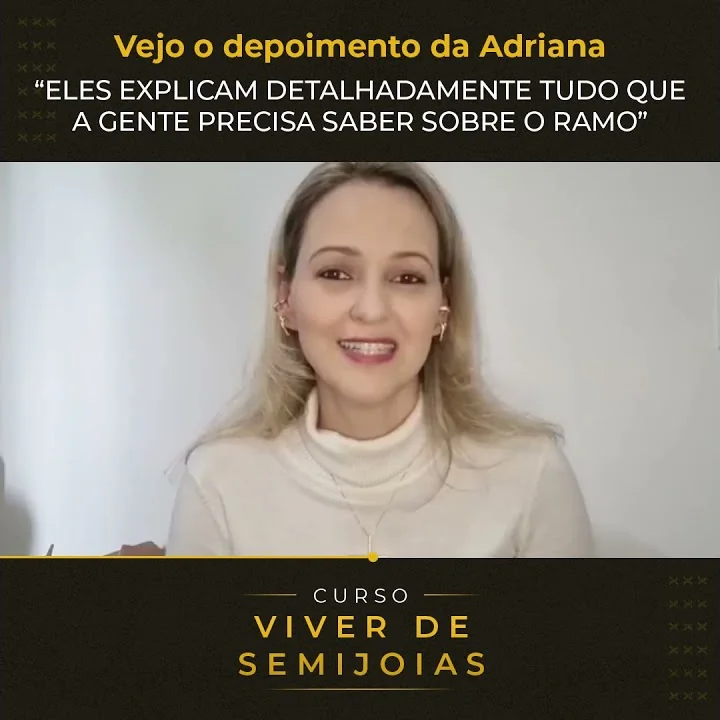 Vejo o depoimento da Adriana
“ELES EXPLICAM DETALHADAMENTE TUDO QUE
A GENTE PRECISA SABER SOBRE O RAMO”
CURSO
VIVER DE
SEMIJOIAS